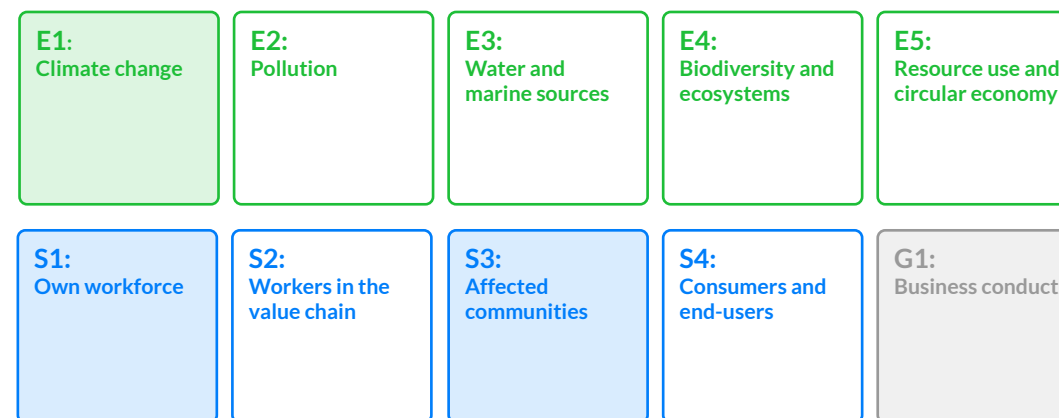 E1:
Climate change
E2:
Pollution
E3:
Water and
marine sources
E4:
Biodiversity and
ecosystems
E5:
Resource use and
circular economy
S1:
Own workforce
S2:
Workers in the
value chain
S3:
Affected
communities
S4:
Consumers and
end-users
G1:
Business conduct